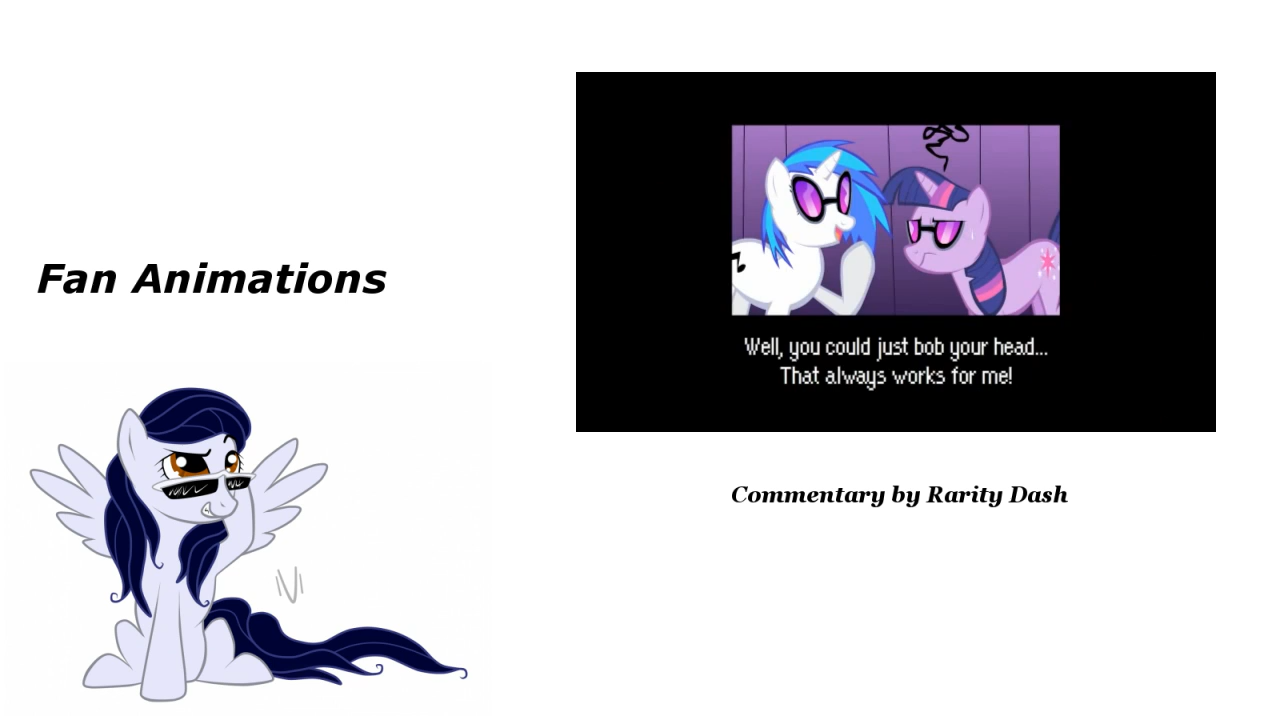 Fan Animations
Well, you could just bob your head...
That always works for me!
Commentary by Rarity Dash